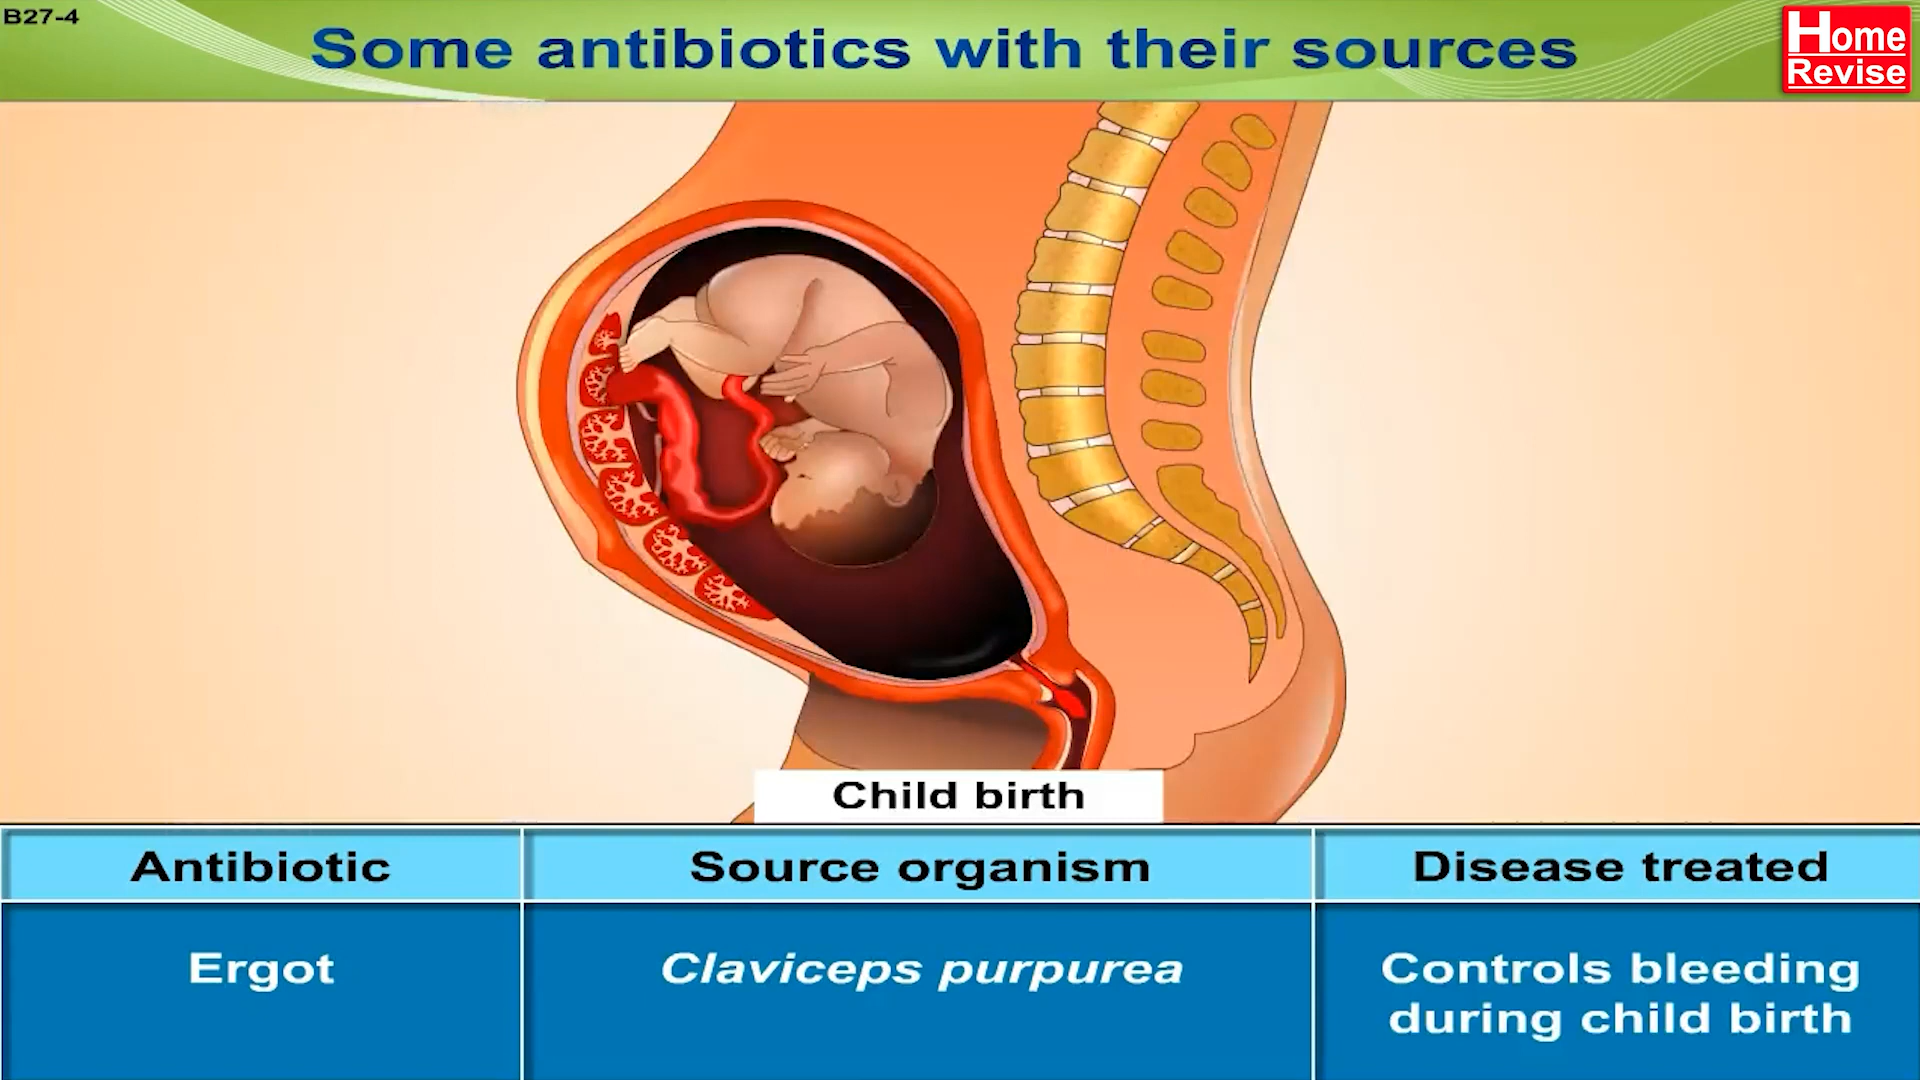 B27-4
Some antibiotics with their sources
Home
Revise
Child birth
Antibiotic
Source organism
Disease treated
Ergot
Claviceps purpurea
Controls bleeding
during child birth